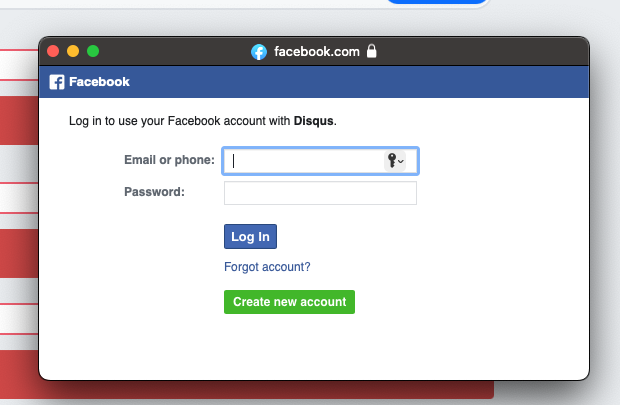 facebook.com
Facebook
Log in to use your Facebook account with Disqus.
Email or phone:
Password:
Log In
Forgot account?
Create new account